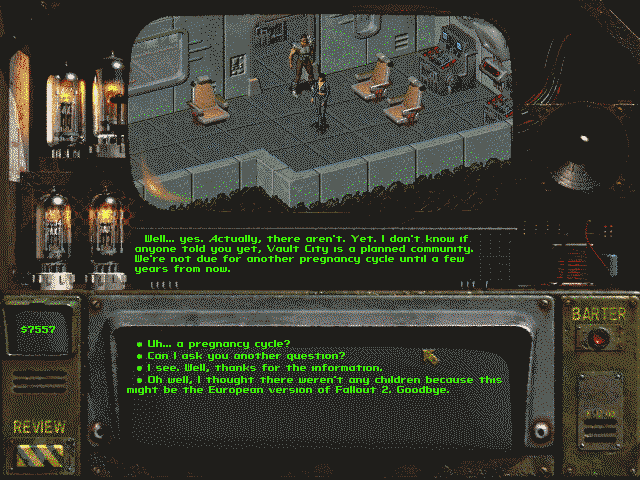 Well... yes. Actually, there aren't. Yet. I don't know if
anyone told you yet, Vault City is a planned community.
We're not due for another pregnancy cycle until a few
years from now.
$7557
BARTER
• Uh... a pregnancy cycle?
• Can I ask you another question?
• I see. Well, thanks for the information.
• Oh well, I thought there weren't any children because this
might be the European version of Fallout 2. Goodbye.
REVIEW